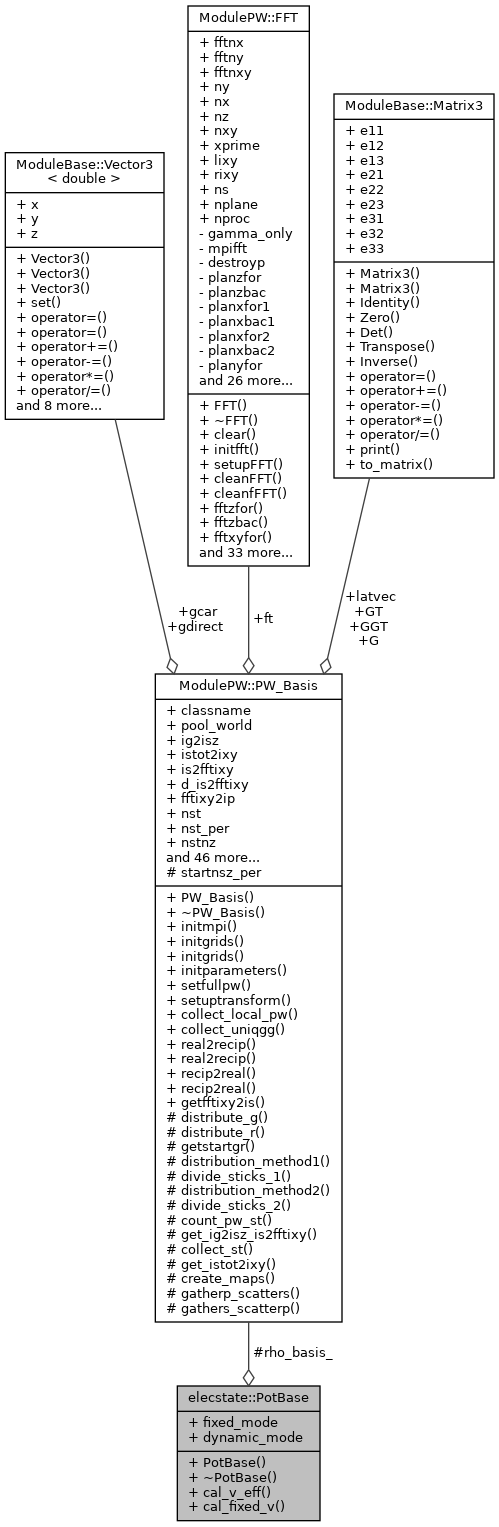 ModulePW::FFT
+ fftnx
+ fftny
+ fftnxy
+ ny
+ nx
+ nz
+ nxy
+ xprime
+ lixy
+ rixy
+ ns
+ nplane
+ nproc
- gamma_only
- mpifft
- destroyp
- planzfor
- planzbac
- planxfor1
- planxbac1
- planxfor2
- planxbac2
- planyfor
and 26 more...
+ FFT()
+ ~FFT()
+ clear()
+ initfft()
+ setupFFT()
+ cleanFFT()
+ cleanfFFT()
+ fftzfor()
+ fftzbac()
+ fftxyfor()
and 33 more...
ModuleBase::Matrix3
+ e11
+ e12
+ e13
+ e21
+ e22
+ e23
+ e31
+ e32
+ e33
+ Matrix3()
+ Matrix3()
+ Identity()
+ Zero()
+ Det()
+ Transpose()
+ Inverse()
+ operator=()
+ operator+=()
+ operator-=()
+ operator*=()
+ operator/=()
+ print()
+ to_matrix()
ModuleBase::Vector3
< double >
+ x
+ y
+ z
+ Vector3()
+ Vector3()
+ Vector3()
+ set()
+ operator=()
+ operator=()
+ operator+=()
+ operator-=()
+ operator*=()
+ operator/=()
and 8 more...
+gcar
+gdirect
+ft
+latvec
+GT
+GGT
+G
ModulePW::PW_Basis
+ classname
+ pool_world
+ ig2isz
+ istot2ixy
+ is2fftixy
+ d_is2fftixy
+ fftixy2ip
+ nst
+ nst_per
+ nstnz
and 46 more...
# startnsz_per
+ PW_Basis()
+ ~PW_Basis()
+ initmpi()
+ initgrids()
+ initgrids()
+ initparameters()
+ setfullpw()
+ setuptransform()
+ collect_local_pw()
+ collect_uniqgg()
+ real2recip()
+ real2recip()
+ recip2real()
+ recip2real()
+ getfftixy2is()
# distribute_g()
# distribute_r()
# getstartgr()
# distribution_method1()
# divide_sticks_1()
# distribution_method2()
# divide_sticks_2()
# count_pw_st()
# get_ig2isz_is2fftixy()
# collect_st()
# get_istot2ixy()
# create_maps()
# gatherp_scatters()
# gathers_scatterp()
#rho_basis_
elecstate::PotBase
+ fixed_mode
+ dynamic_mode
+ PotBase()
+ ~PotBase()
+ cal_v_eff()
+ cal_fixed_v()